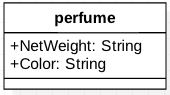 perfume
+NetWeight: String
+Color: String